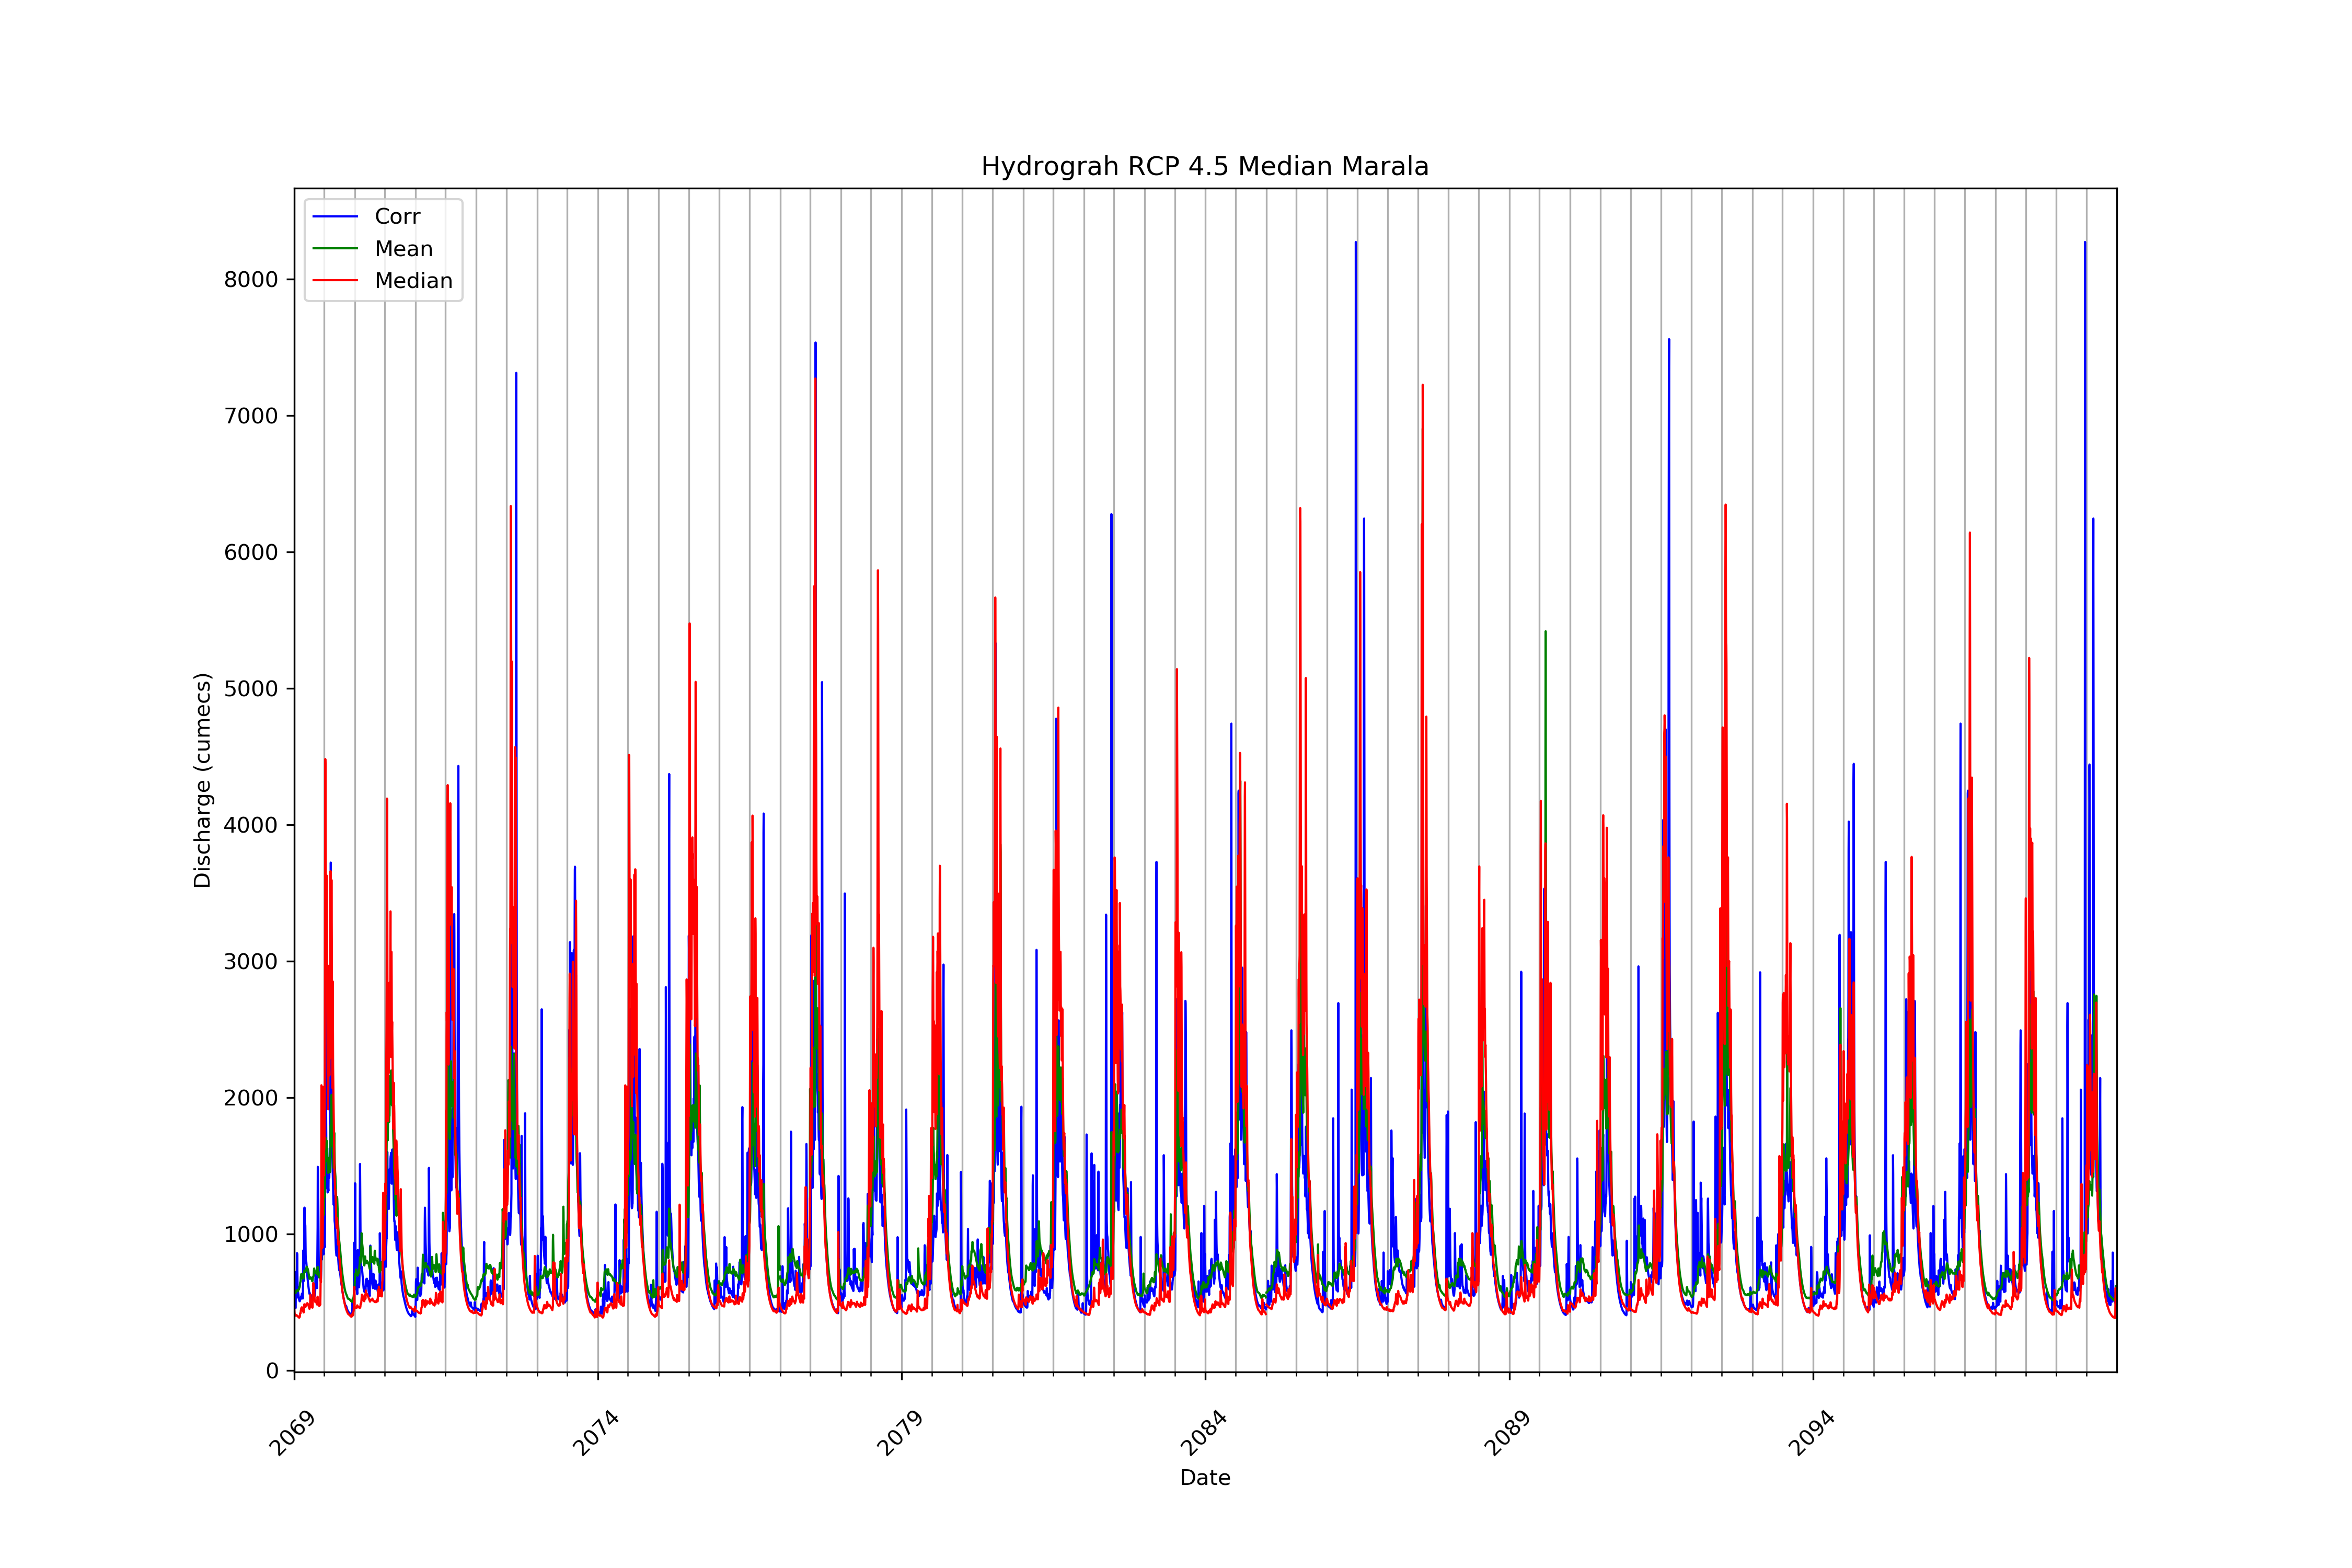 Hydrograh RCP 4.5 Median Marala
Corr
Mean
Median
8000
7000
6000
5000
4000
3000
2000
1000
0
Discharge (cumecs)
2069
2074
2079
2084
2089
2094
Date